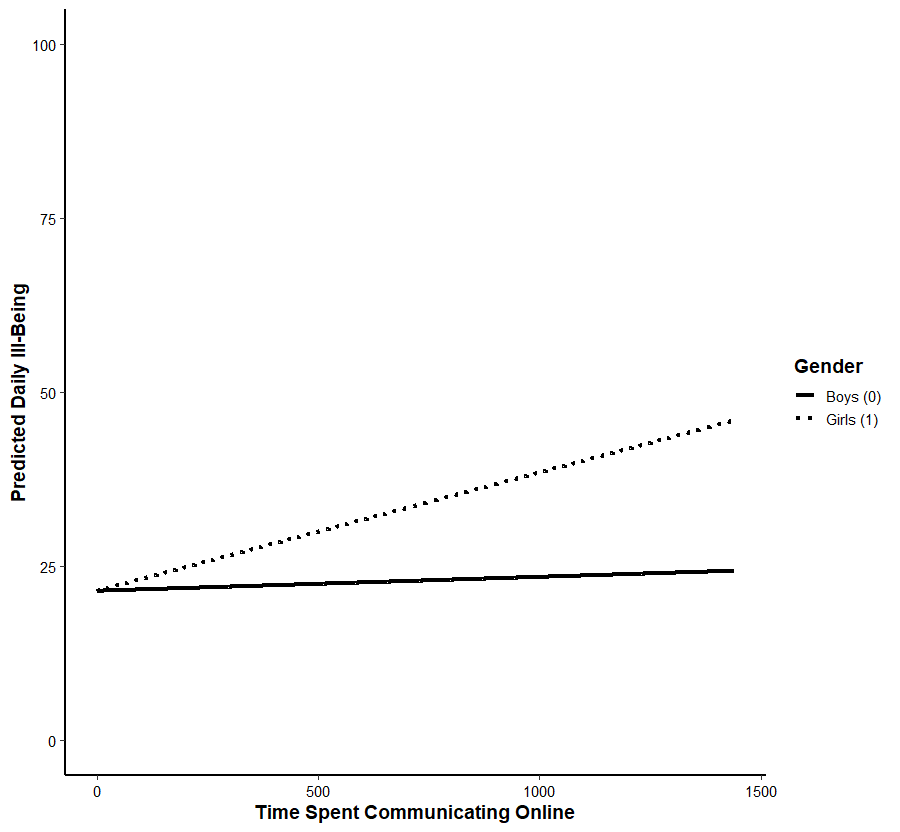 100
75
50
25
0
Predicted Daily Ill-Being
0 500 1000 1500
Time Spent Communicating Online
Gender
Boys (0)
Girls (1)